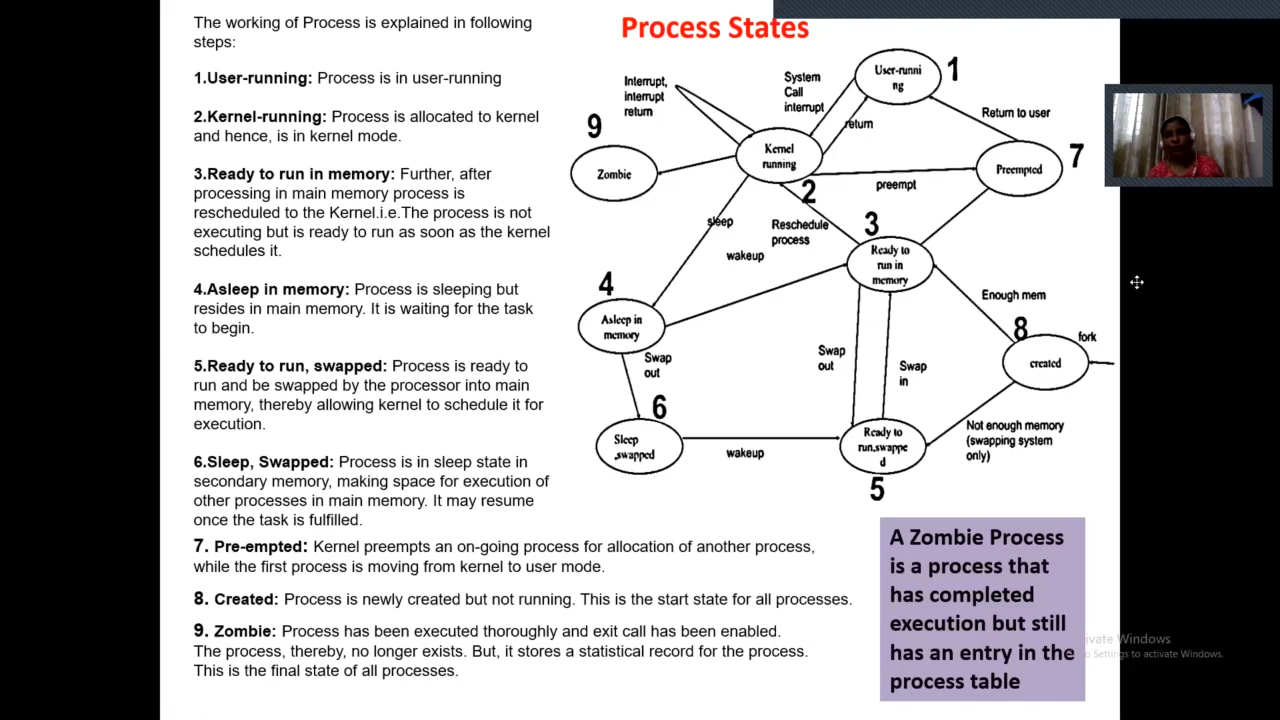 The working of Process is explained in following
steps:
1.User-running: Process is in user-running
2.Kernel-running: Process is allocated to kernel
and hence, is in kernel mode.
3.Ready to run in memory: Further, after
processing in main memory process is
rescheduled to the Kernel.i.e.The process is not
executing but is ready to run as soon as the kernel
schedules it.
4.Asleep in memory: Process is sleeping but
resides in main memory. It is waiting for the task
to begin.
5.Ready to run, swapped: Process is ready to
run and be swapped by the processor into main
memory, thereby allowing kernel to schedule it for
execution.
6.Sleep, Swapped: Process is in sleep state in
secondary memory, making space for execution of
other processes in main memory. It may resume
once the task is fulfilled.
7. Pre-empted: Kernel preempts an on-going process for allocation of another process,
while the first process is moving from kernel to user mode.
8. Created: Process is newly created but not running. This is the start state for all processes.
9. Zombie: Process has been executed thoroughly and exit call has been enabled.
The process, thereby, no longer exists. But, it stores a statistical record for the process.
This is the final state of all processes.
Process States
User-runni
ng
1
System
Call
interrupt
Interrupt,
interrupt
return
return
Return to user
9
Zombie
Kernel
running
2
preempt
Preempted
7
sleep
wakeup
Reschedule
process
3
Ready to
run in
memory
4
Asleep in
memory
Enough mem
8
fork
created
Swap
out
Swap
out
Swap
in
6
Sleep
,swapped
wakeup
Ready to
run,swappe
d
5
Not enough memory
(swapping system
only)
A Zombie Process
is a process that
has completed
execution but still
has an entry in the
process table
ivate Windows
o Settings to activate Windows.